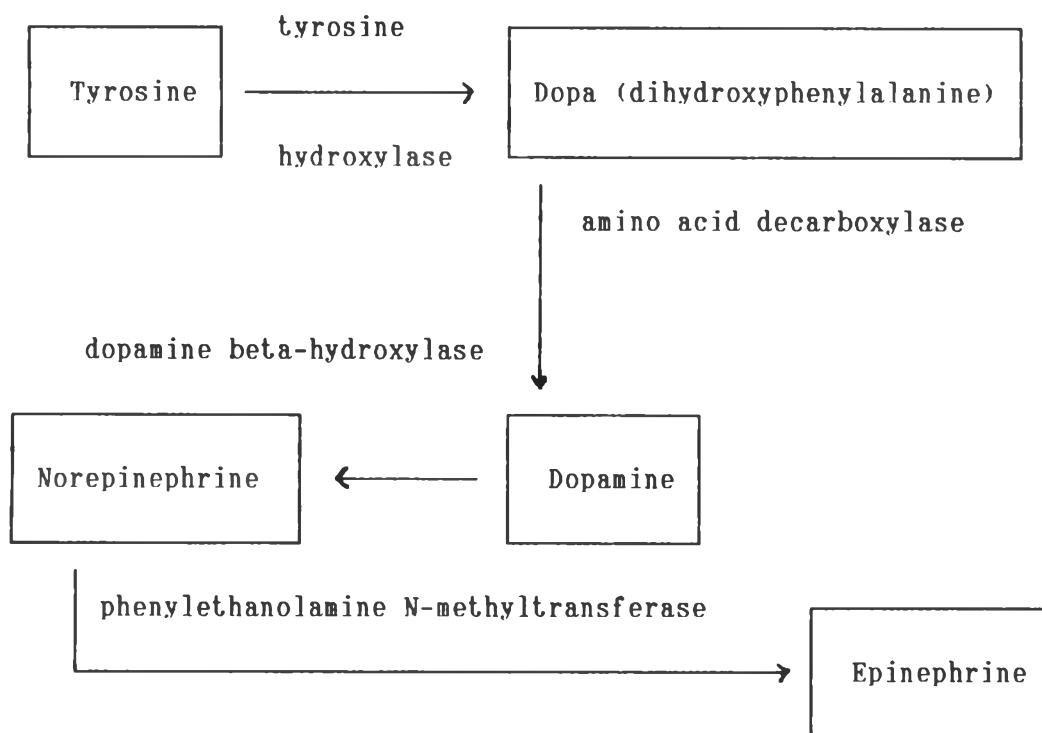 tyrosine
Tyrosine
Dopa (dihydroxyphenylalanine)
hydroxylase
amino acid decarboxylase
dopamine beta-hydroxylase
Norepinephrine
Dopamine
phenylethanolamine N-methyltransferase
Epinephrine